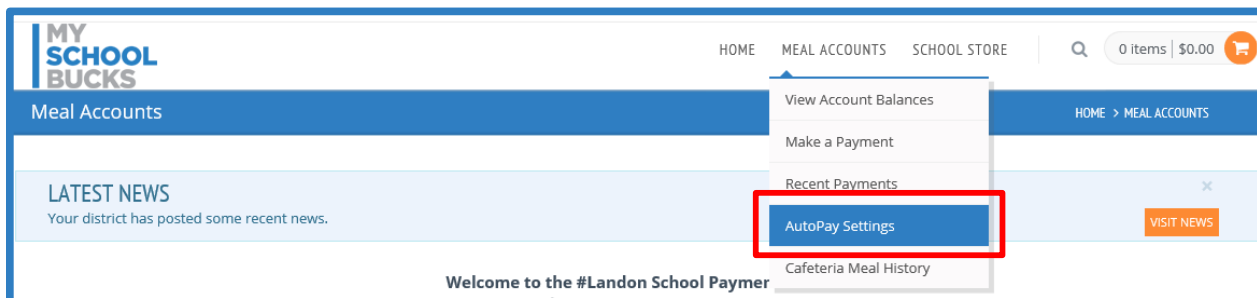 MY
SCHOOL
BUCKS
HOME MEAL ACCOUNTS SCHOOL STORE 0 items | $0.00
View Account Balances
Make a Payment
Recent Payments
AutoPay Settings
Cafeteria Meal History
Meal Accounts
HOME > MEAL ACCOUNTS
LATEST NEWS
Your district has posted some recent news.
VISIT NEWS
Welcome to the #Landon School